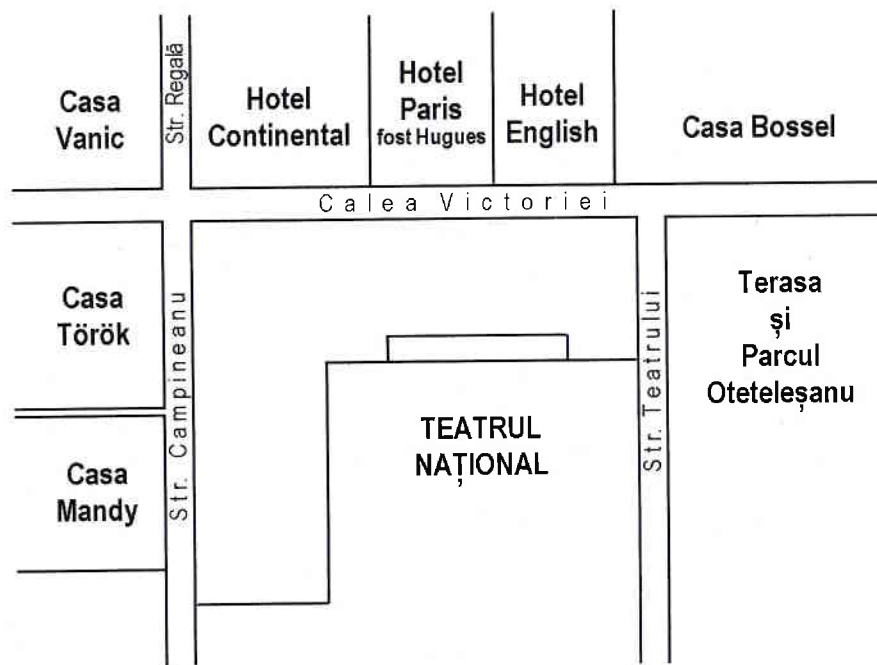 Casa
Vanic
Str. Regală
Hotel
Continental
Hotel
Paris
fost Hugues
Hotel
English
Casa Bossel
Calea Victoriei
Casa
Török
Str. Campineanu
Casa
Mandy
TEATRUL
NAȚIONAL
Str. Teatrului
Terasa
și
Parcul
Oteteleșanu